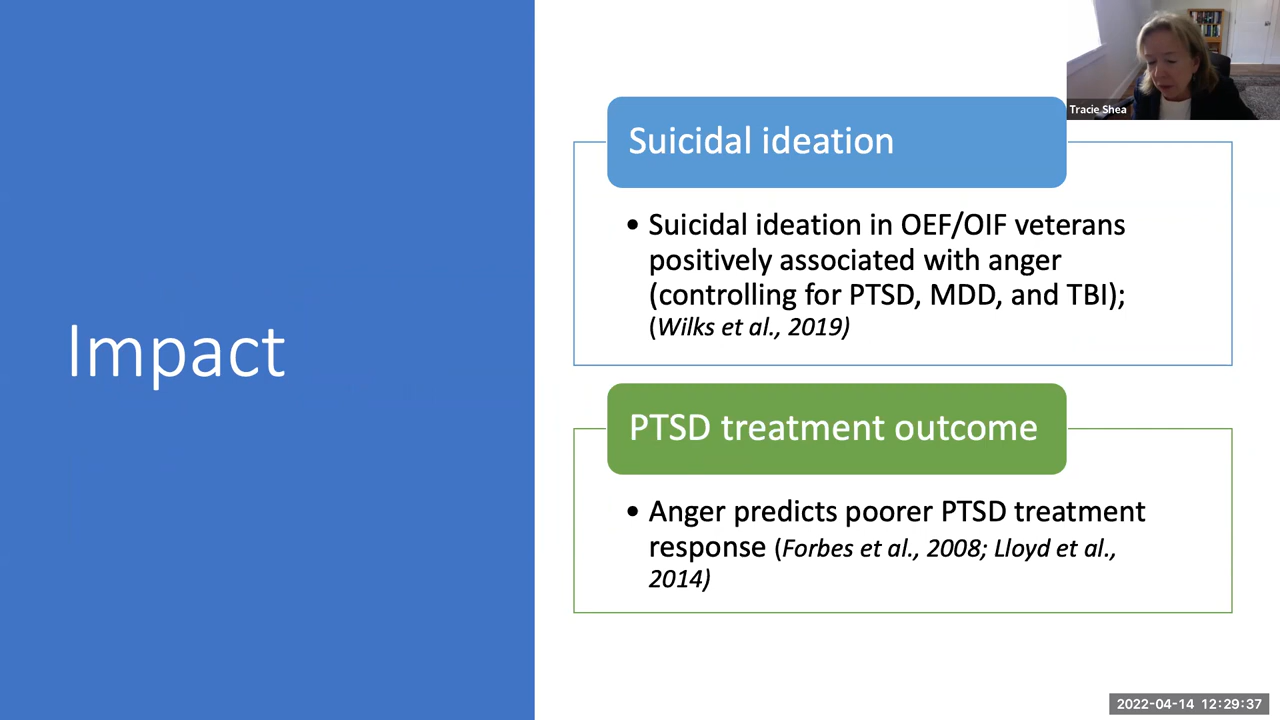 Tracie Shea
Suicidal ideation
• Suicidal ideation in OEF/OIF veterans
positively associated with anger
(controlling for PTSD, MDD, and TBI);
(Wilks et al., 2019)
Impact
PTSD treatment outcome
• Anger predicts poorer PTSD treatment
response (Forbes et al., 2008; Lloyd et al.,
2014)
2022-04-14 12:29:37